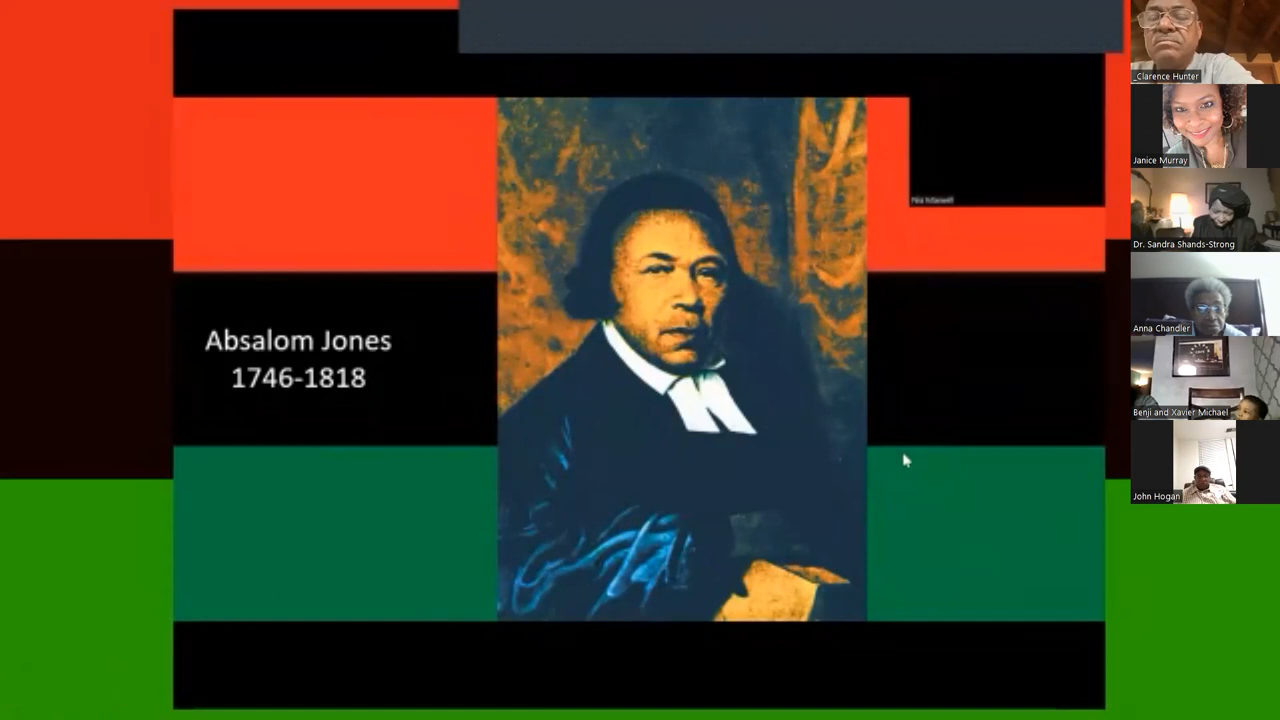 Absalom Jones
1746-1818
_Clarence Hunter
Janice Murray
Dr. Sandra Shands-Strong
Anna Chandler
Benji and Xavier Michael
John Hogan